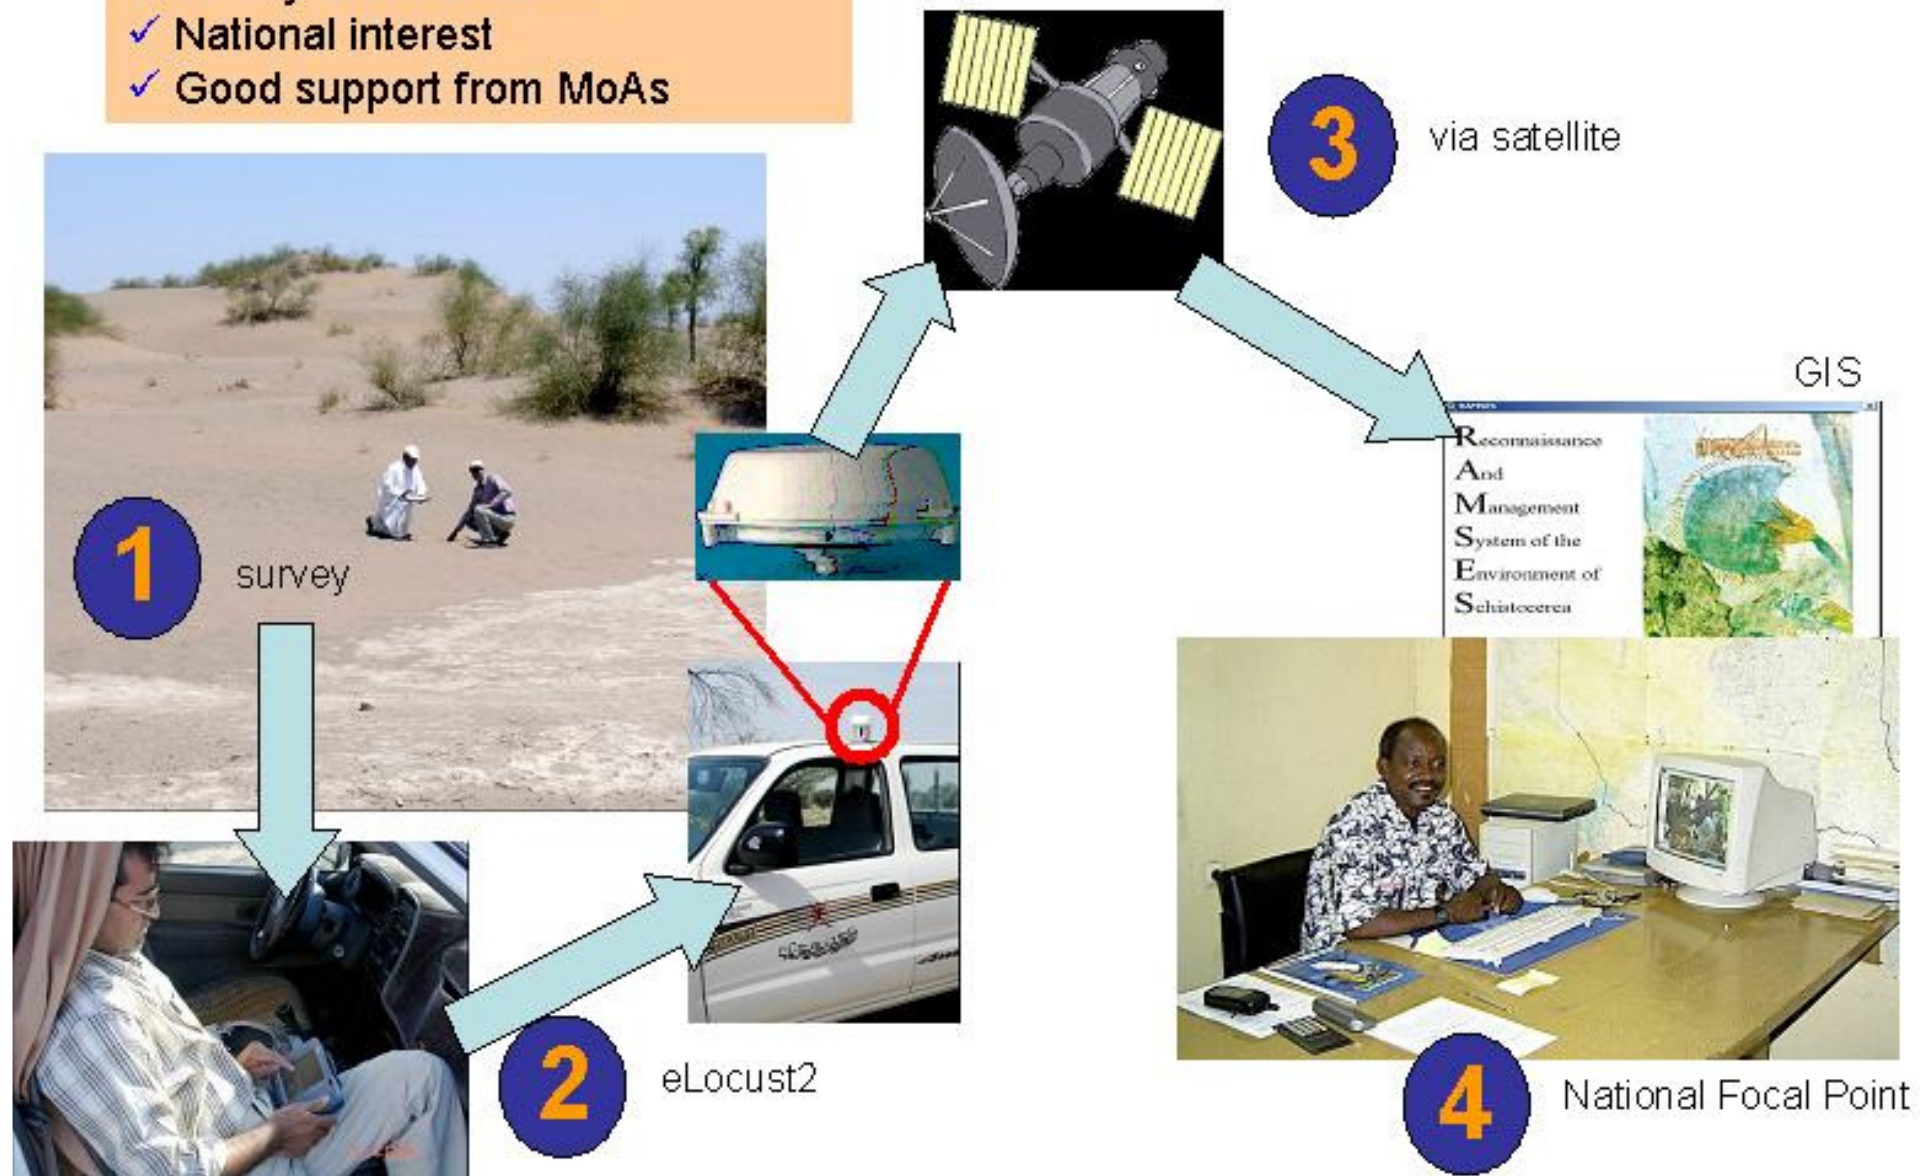 ✓ National interest
✓ Good support from MoAs
3
via satellite
GIS
Reconnaissance
And
Management
System of the
Environment of
Schistocerca
1
survey
2
eLocust2
4
National Focal Point